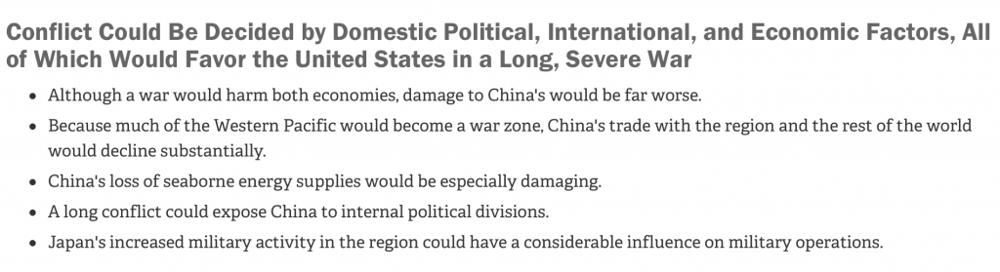 Conflict Could Be Decided by Domestic Political, International, and Economic Factors, All
of Which Would Favor the United States in a Long, Severe War
• Although a war would harm both economies, damage to China's would be far worse.
• Because much of the Western Pacific would become a war zone, China's trade with the region and the rest of the world
would decline substantially.
• China's loss of seaborne energy supplies would be especially damaging.
• A long conflict could expose China to internal political divisions.
• Japan's increased military activity in the region could have a considerable influence on military operations.